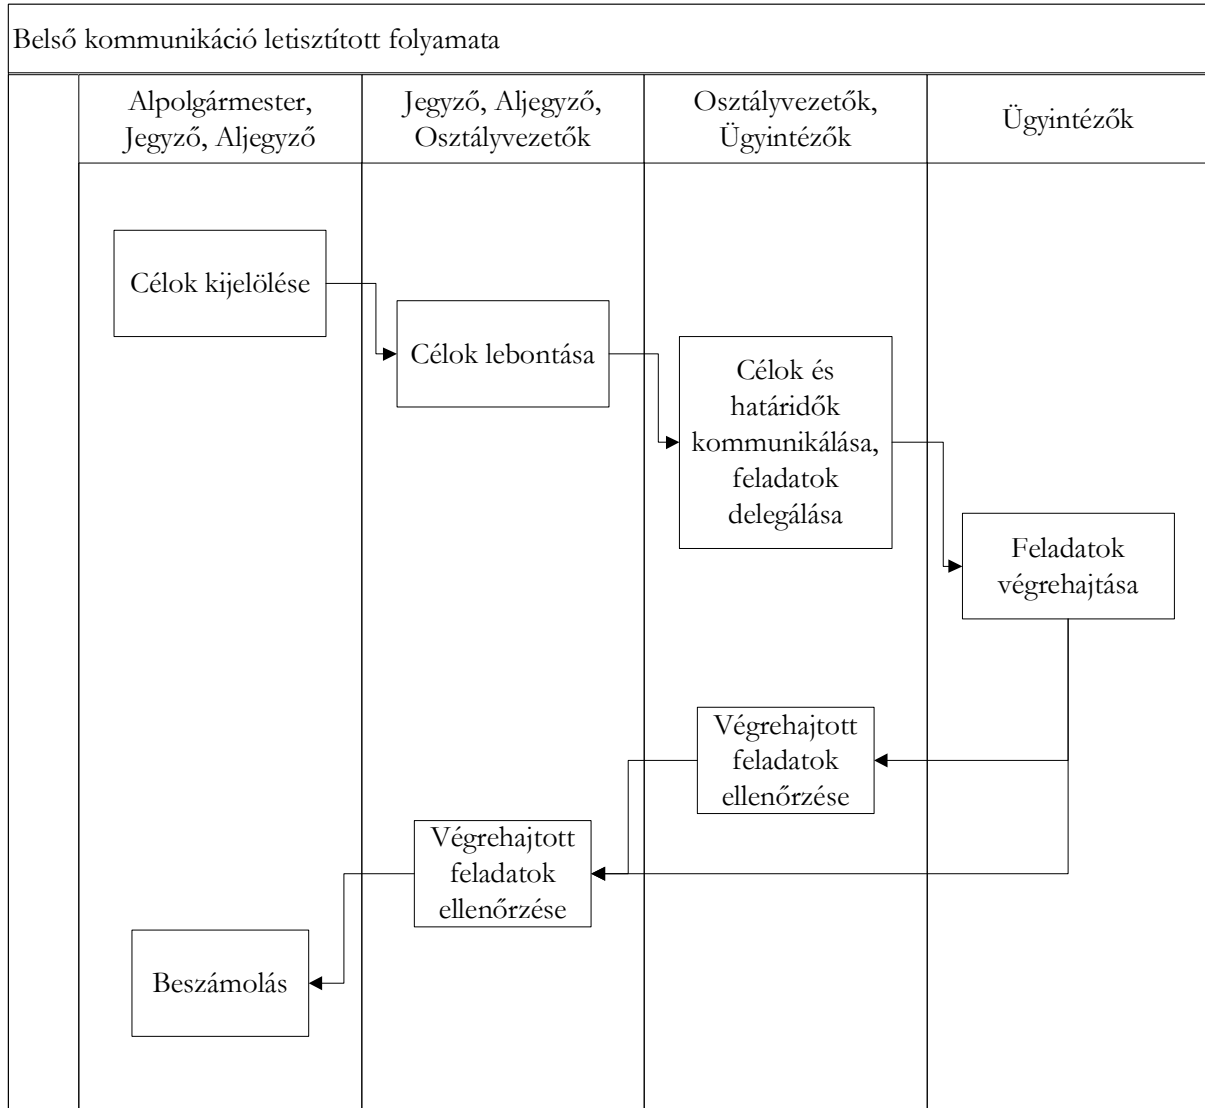 Belső kommunikáció letisztított folyamata
Alpolgármester,
Jegyző, Aljegyző
Jegyző, Aljegyző,
Osztályvezetők
Osztályvezetők,
Ügyintézők
Ügyintézők
Célok kijelölése
Célok lebontása
Célok és
határidők
kommunikálása,
feladatok
delegálása
Feladatok
végrehajtása
Végrehajtott
feladatok
ellenőrzése
Végrehajtott
feladatok
ellenőrzése
Beszámolás